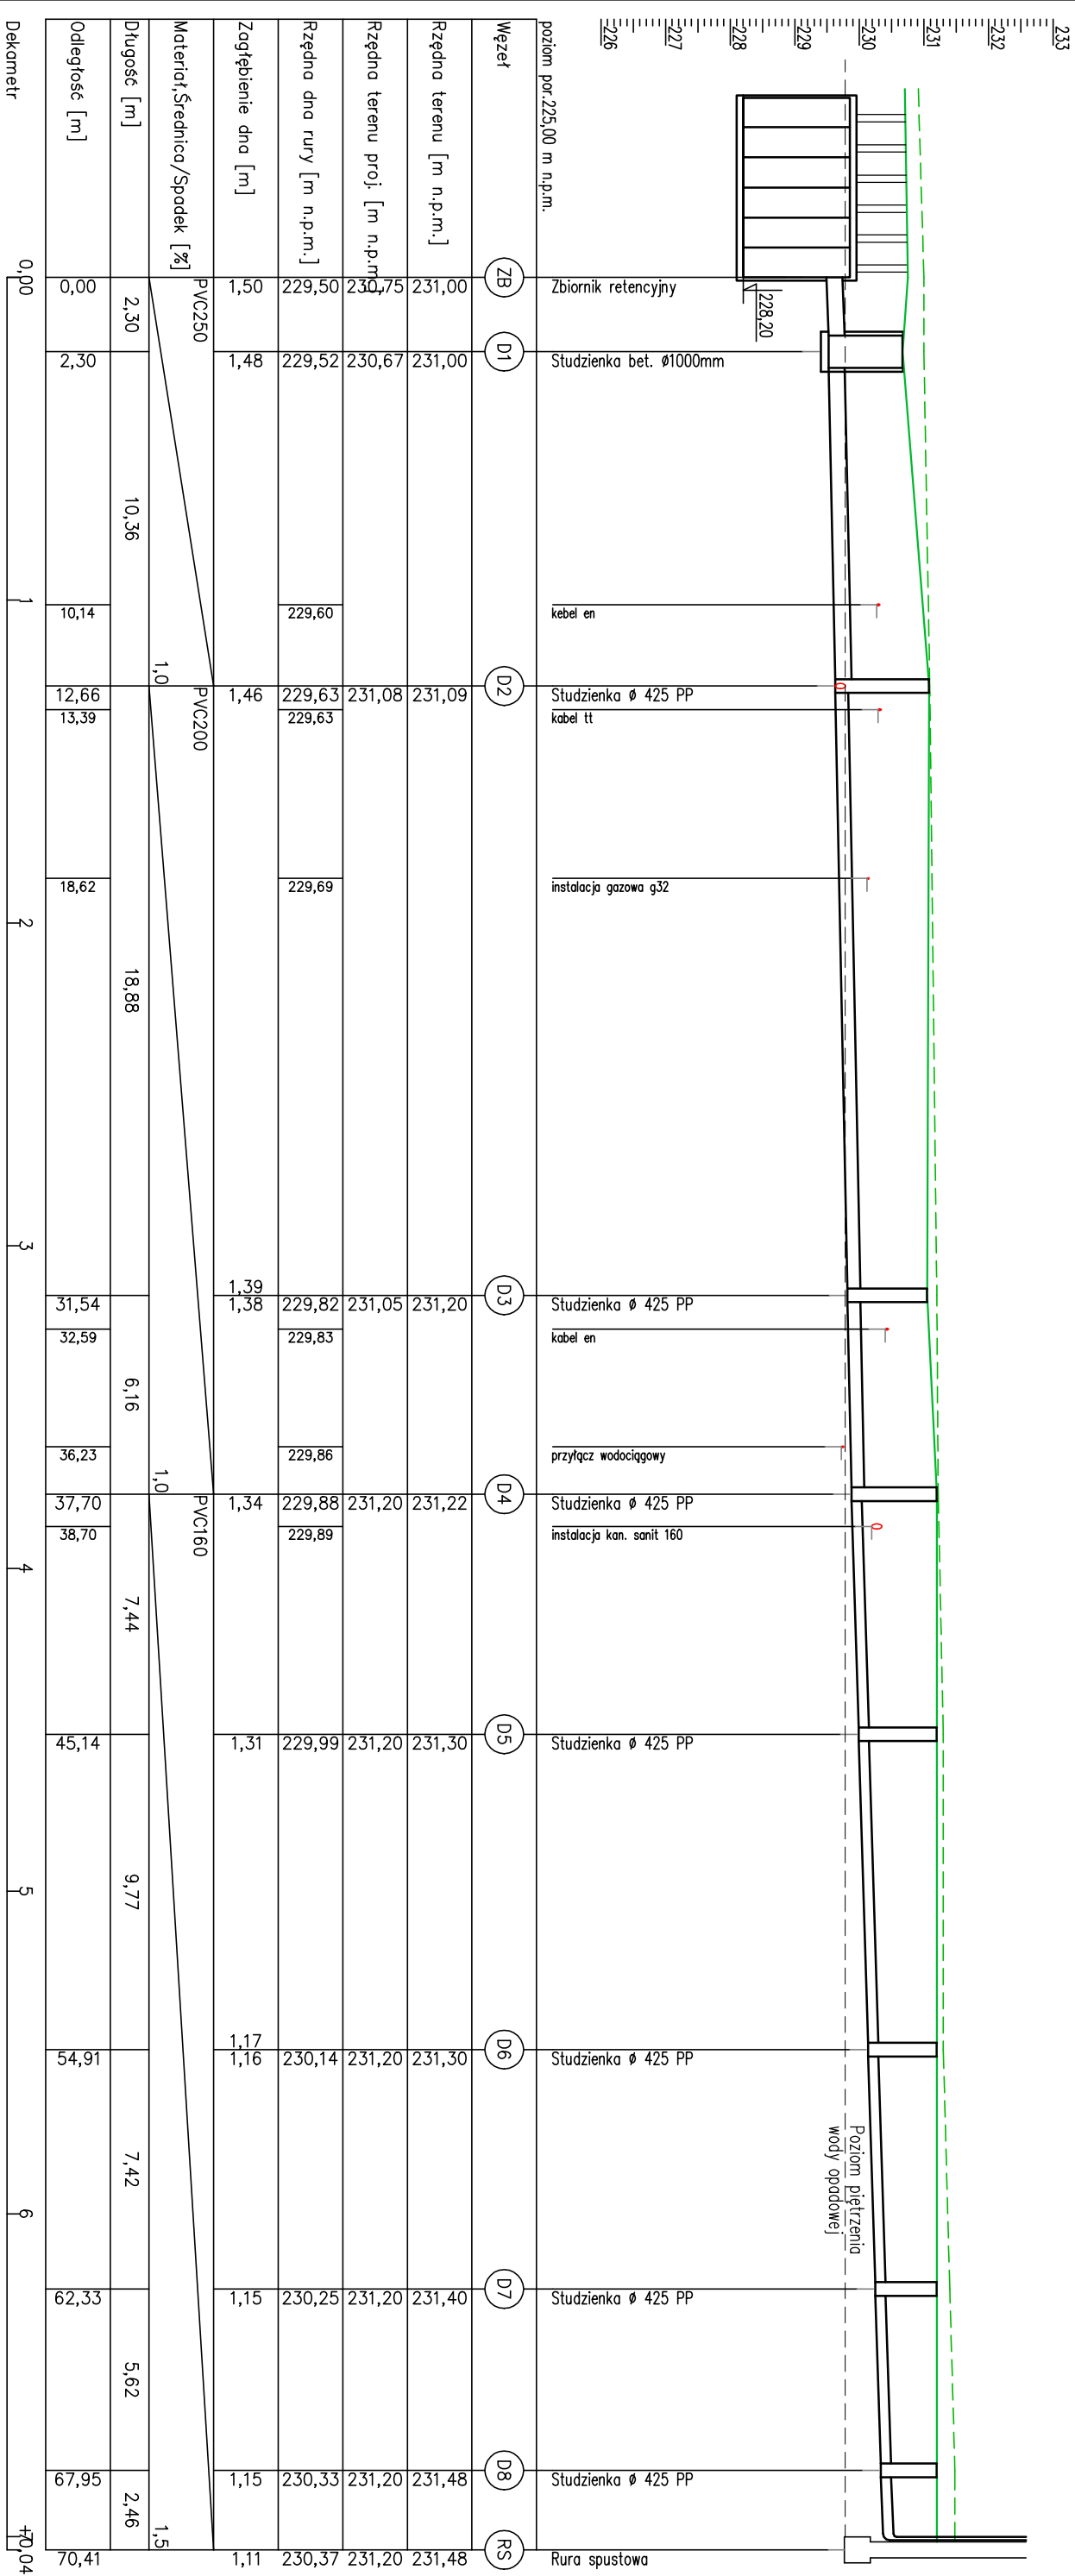 226
227
228
229
230
231
232
233
228,20
Poziom piętrzenia
wody opadowej
poziom por.225,00 m n.p.m.
Zbiornik retencyjny
Studzienka bet. Ø1000mm
kebel en
Studzienka Ø 425 PP
kabel tt
instalacja gazowa g32
Studzienka Ø 425 PP
kabel en
przyłącz wodociągowy
Studzienka Ø 425 PP
instalacja kan. sanit 160
Studzienka Ø 425 PP
Studzienka Ø 425 PP
Studzienka Ø 425 PP
Studzienka Ø 425 PP
Rura spustowa
Węzeł ZB D1 D2 D3 D4 D5 D6 D7 D8 RS
Rzędna terenu [m n.p.m.] 231,00 231,00 231,09 231,20 231,22 231,30 231,30 231,40 231,48 231,48
Rzędna terenu proj. [m n.p.m.] 230,75 230,67 231,08 231,05 231,20 231,20 231,20 231,20 231,20 231,20
Rzędna dna rury [m n.p.m.] 229,50 229,52 229,60 229,63 229,63 229,69 229,82 229,83 229,86 229,88 229,89 229,99 230,14 230,25 230,33 230,37
Zagłębienie dna [m] 1,50 1,48 1,46 1,39 1,38 1,34 1,31 1,17 1,16 1,15 1,15 1,11
Materiał,Średnica/Spadek [%] PVC250 1,0 PVC200 1,0 PVC160 1,5
Długość [m] 2,30 10,36 18,88 6,16 7,44 9,77 7,42 5,62 2,46
Odległość [m] 0,00 2,30 10,14 12,66 13,39 18,62 31,54 32,59 36,23 37,70 38,70 45,14 54,91 62,33 67,95 70,41
Dekametr 0,00 1 2 3 4 5 6 +0,04